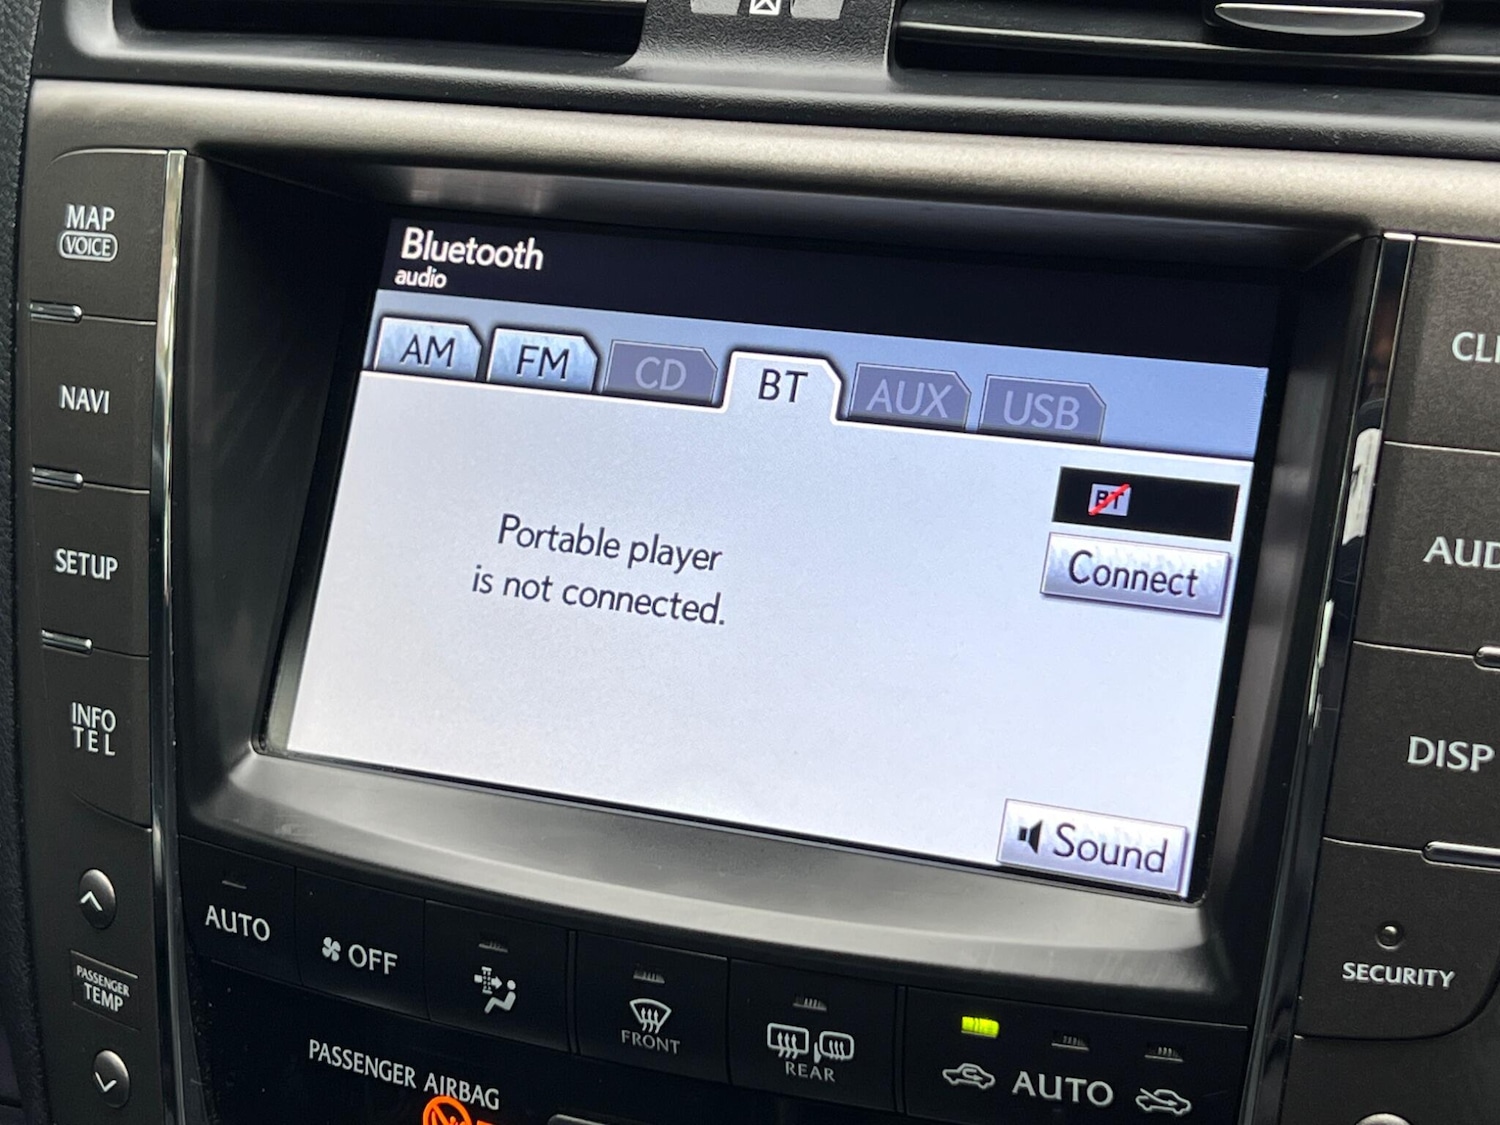 Bluetooth
audio
AM FM CD BT AUX USB
BT
Portable player
is not connected.
Connect
Sound
MAP
VOICE
NAVI
SETUP
INFO
TEL
PASSENGER
TEMP
AUTO
OFF
FRONT
REAR
AUTO
PASSENGER AIRBAG
DISP
SECURITY